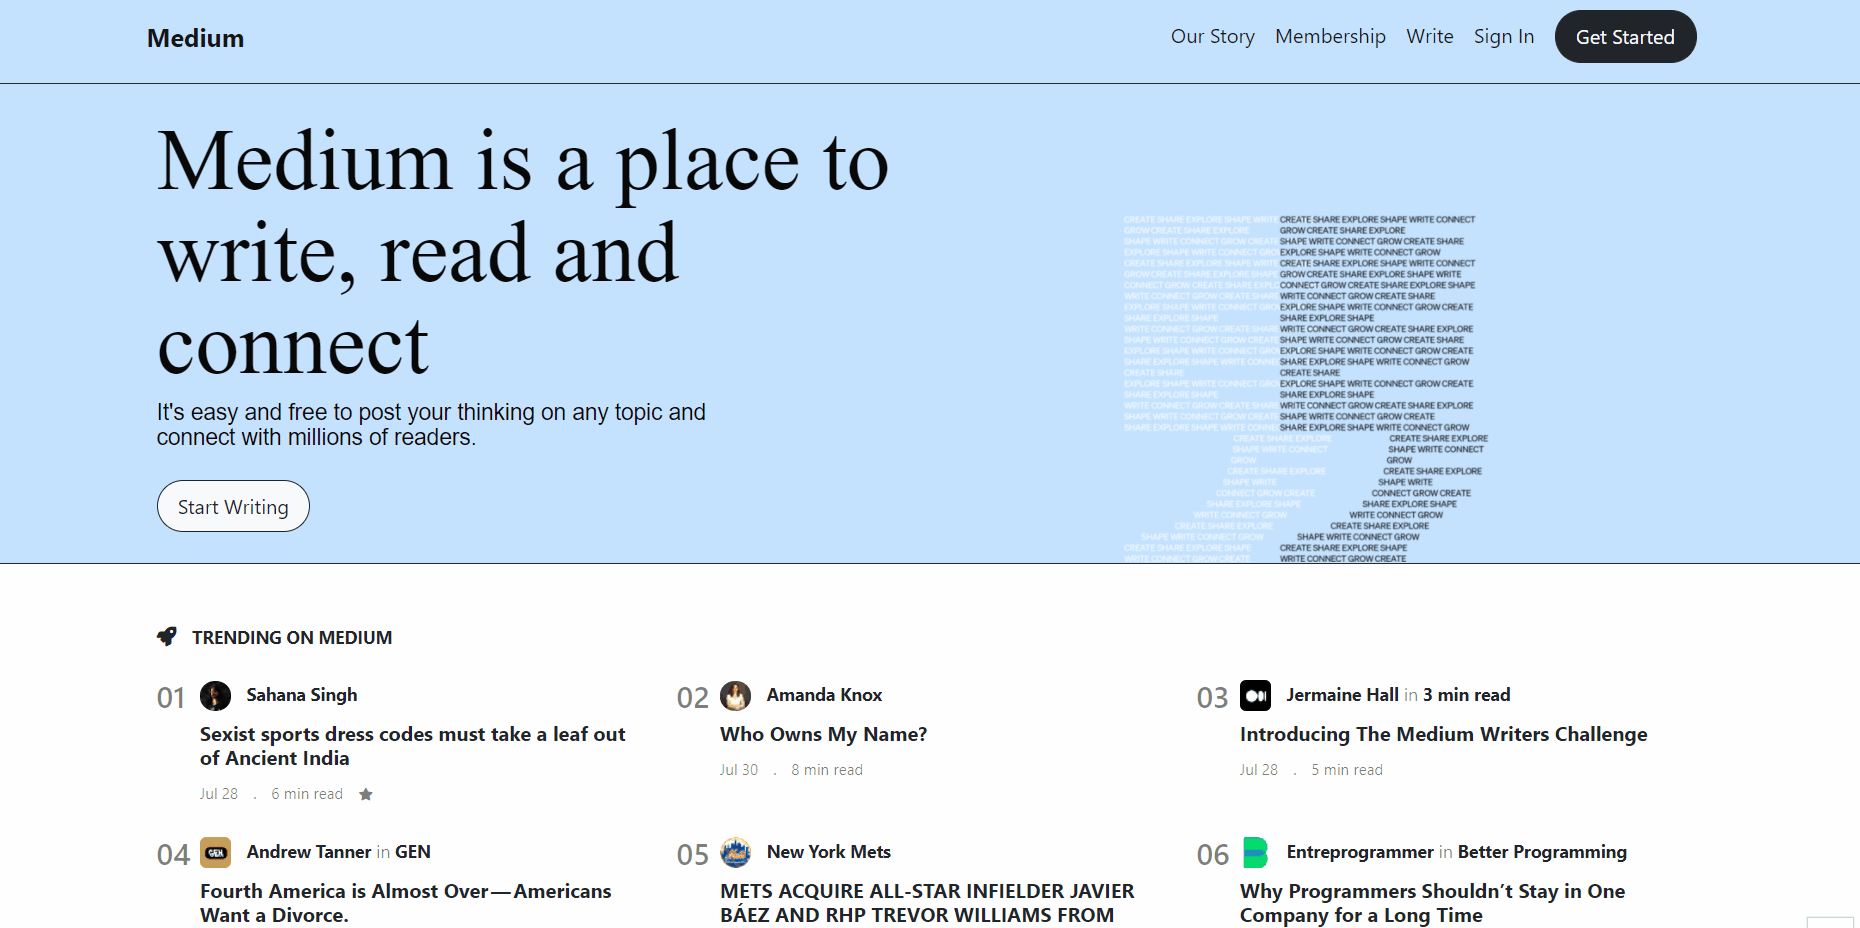 Medium
Our Story Membership Write Sign In Get Started
Medium is a place to
write, read and
connect
It's easy and free to post your thinking on any topic and
connect with millions of readers.
Start Writing
CREATE SHARE EXPLORE SHAPE WRITE CONNECT
GROW CREATE SHARE EXPLORE
SHAPE WRITE CONNECT GROW CREATE SHARE
EXPLORE SHAPE WRITE CONNECT GROW
CREATE SHARE EXPLORE SHAPE WRITE CONNECT
GROW CREATE SHARE EXPLORE SHAPE WRITE
CONNECT GROW CREATE SHARE EXPLORE SHAPE
WRITE CONNECT GROW CREATE SHARE
EXPLORE SHAPE WRITE CONNECT GROW CREATE
SHARE EXPLORE SHAPE
WRITE CONNECT GROW CREATE SHARE EXPLORE
SHAPE WRITE CONNECT GROW CREATE SHARE
EXPLORE SHAPE WRITE CONNECT GROW CREATE
SHARE EXPLORE SHAPE WRITE CONNECT GROW
CREATE SHARE
EXPLORE SHAPE WRITE CONNECT GROW CREATE
SHARE EXPLORE SHAPE
WRITE CONNECT GROW CREATE SHARE EXPLORE
SHAPE WRITE CONNECT GROW CREATE
SHARE EXPLORE SHAPE WRITE CONNECT GROW
CREATE SHARE EXPLORE
SHAPE WRITE CONNECT
GROW
CREATE SHARE EXPLORE
SHAPE WRITE
CONNECT GROW CREATE
SHARE EXPLORE SHAPE
WRITE CONNECT GROW
CREATE SHARE EXPLORE
SHAPE WRITE CONNECT GROW
CREATE SHARE EXPLORE SHAPE
WRITE CONNECT GROW CREATE
TRENDING ON MEDIUM
01 Sahana Singh
Sexist sports dress codes must take a leaf out
of Ancient India
Jul 28 . 6 min read
02 Amanda Knox
Who Owns My Name?
Jul 30 . 8 min read
03 Jermaine Hall in 3 min read
Introducing The Medium Writers Challenge
Jul 28 . 5 min read
04 GEN Andrew Tanner in GEN
Fourth America is Almost Over — Americans
Want a Divorce.
05 New York Mets
METS ACQUIRE ALL-STAR INFIELDER JAVIER
BÁEZ AND RHP TREVOR WILLIAMS FROM
06 Entreprogrammer in Better Programming
Why Programmers Shouldn’t Stay in One
Company for a Long Time